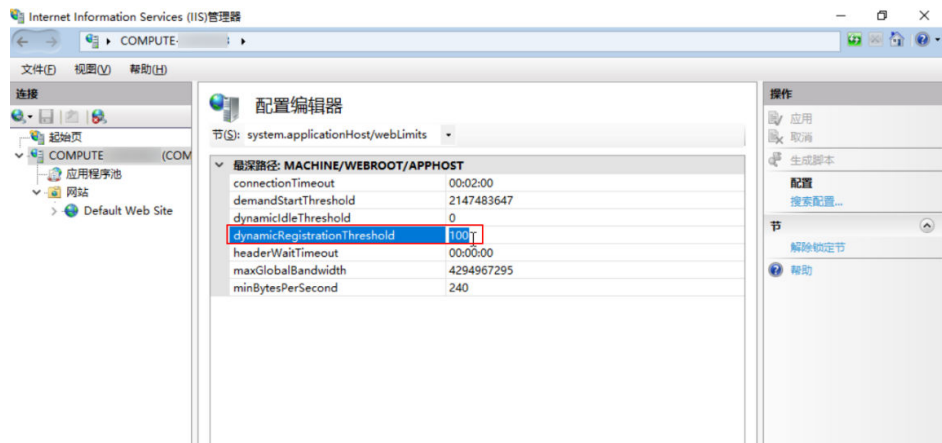 Internet Information Services (IIS)管理器
COMPUTE-
文件(F) 视图(V) 帮助(H)
连接
起始页
COMPUTE (COM
应用程序池
网站
Default Web Site
配置编辑器
节(S): system.applicationHost/webLimits
最深路径: MACHINE/WEBROOT/APPHOST
connectionTimeout 00:02:00
demandStartThreshold 2147483647
dynamicIdleThreshold 0
dynamicRegistrationThreshold 100
headerWaitTimeout 00:00:00
maxGlobalBandwidth 4294967295
minBytesPerSecond 240
操作
应用
取消
生成脚本
配置
搜索配置...
节
解除锁定节
帮助